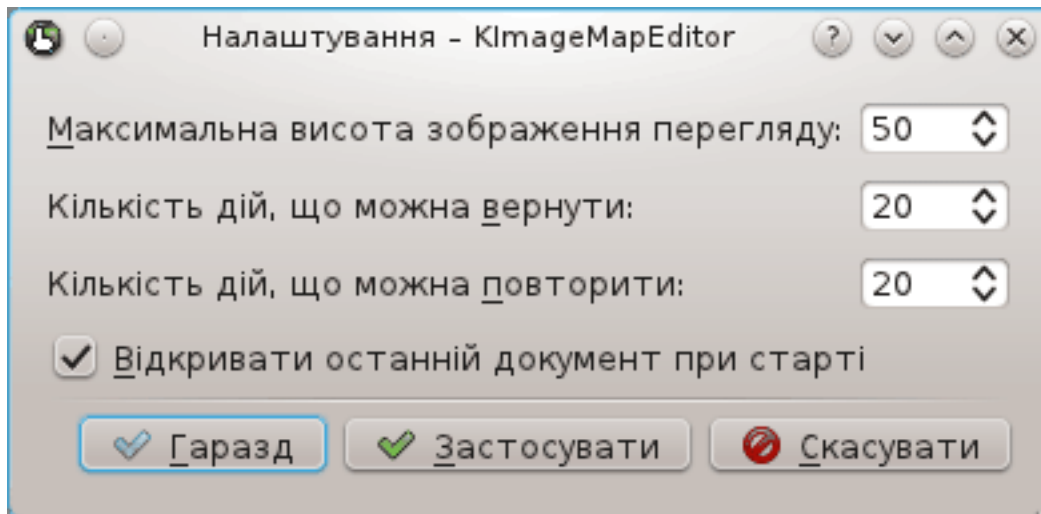 Налаштування – KImageMapEditor
Максимальна висота зображення перегляду: 50
Кількість дій, що можна вернути: 20
Кількість дій, що можна повторити: 20
Відкривати останній документ при старті
Гаразд Застосувати Скасувати